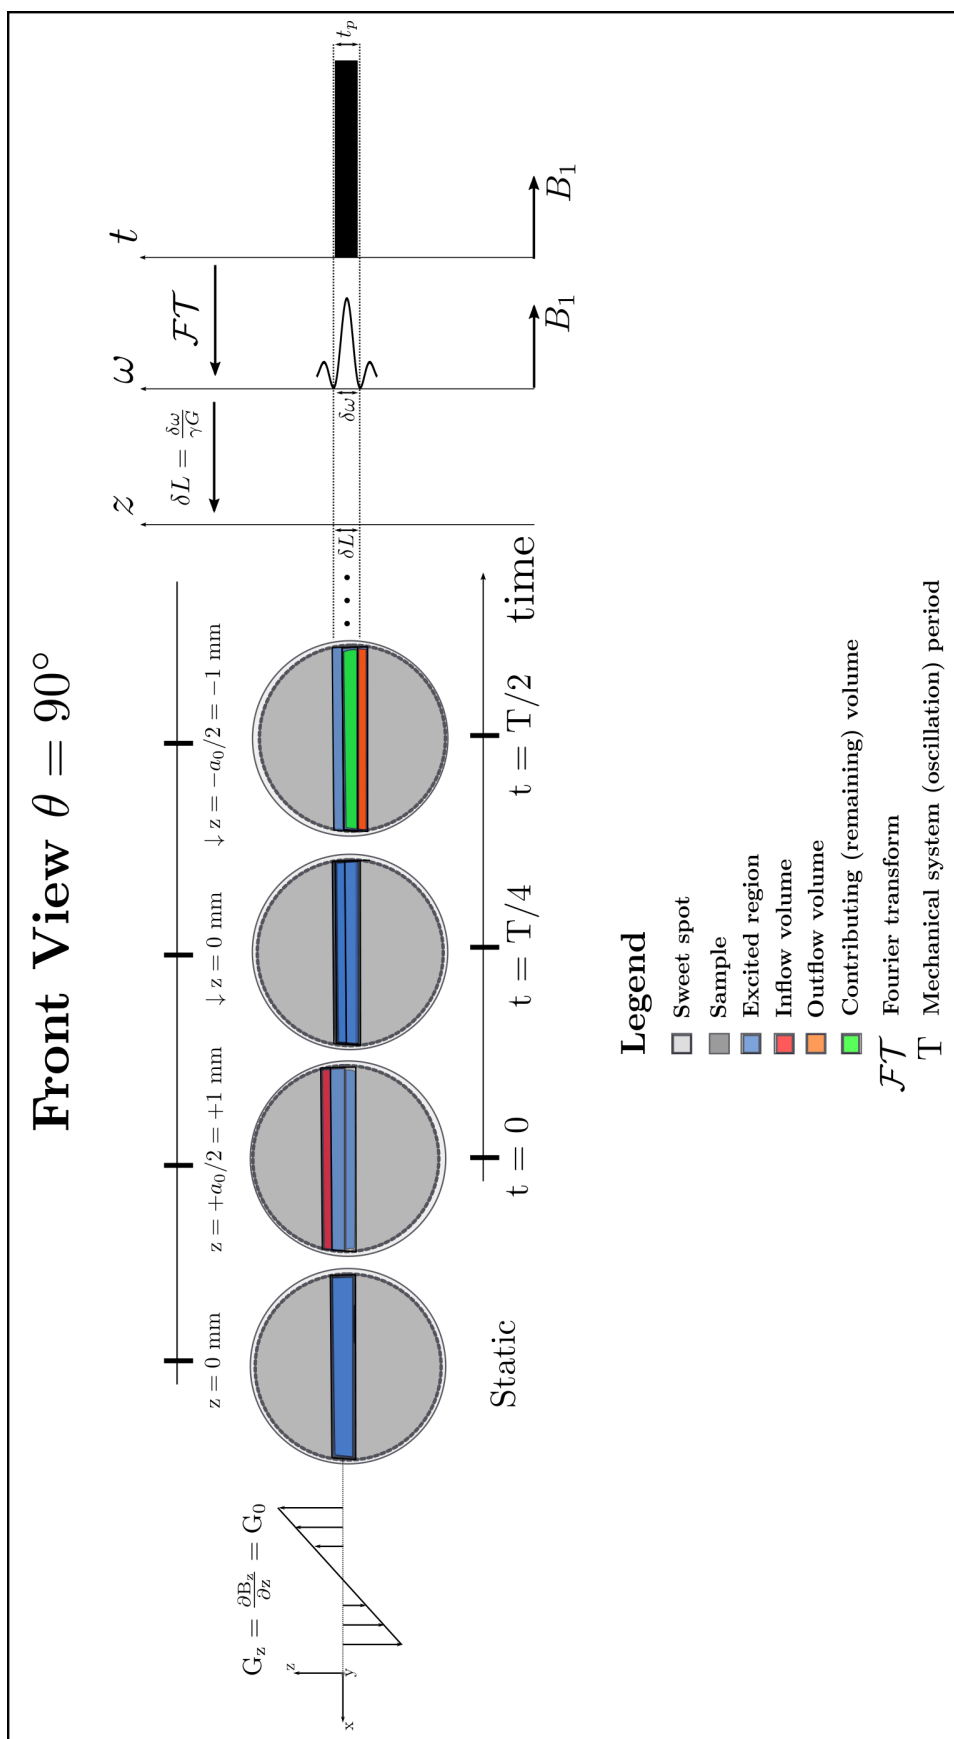 Front View θ = 90°
G_z = ∂B_z/∂z = G_0
z
y
x
z = 0 mm
z = +a_0/2 = +1 mm
↓ z = 0 mm
↓ z = −a_0/2 = −1 mm
Static
t = 0
t = T/4
t = T/2
time
z
δL
δL = δω/γG
ω
δω
B_1
ℱ𝒯
t
t_p
B_1
Legend
Sweet spot
Sample
Excited region
Inflow volume
Outflow volume
Contributing (remaining) volume
ℱ𝒯 Fourier transform
T Mechanical system (oscillation) period